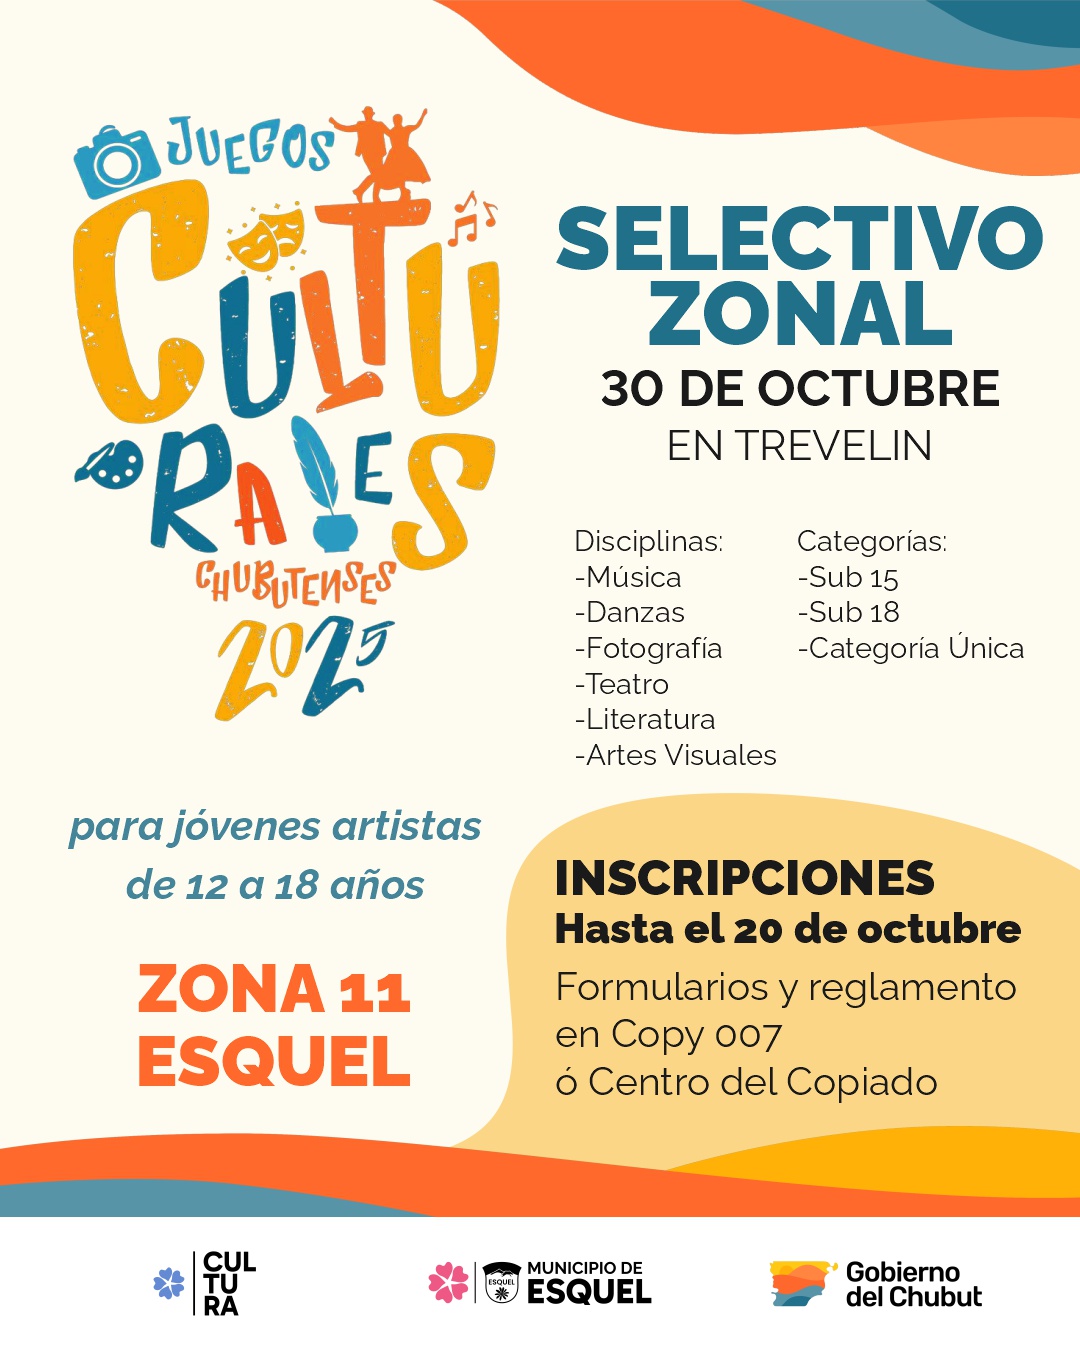 JUEGOS
CULTU
RALES
CHUBUTENSES
2025
SELECTIVO
ZONAL
30 DE OCTUBRE
EN TREVELIN
Disciplinas:
-Música
-Danzas
-Fotografía
-Teatro
-Literatura
-Artes Visuales
Categorías:
-Sub 15
-Sub 18
-Categoría Única
para jóvenes artistas
de 12 a 18 años
ZONA 11
ESQUEL
INSCRIPCIONES
Hasta el 20 de octubre
Formularios y reglamento
en Copy 007
ó Centro del Copiado
CUL
TU
RA
ESQUEL
MUNICIPIO DE
ESQUEL
Gobierno
del Chubut